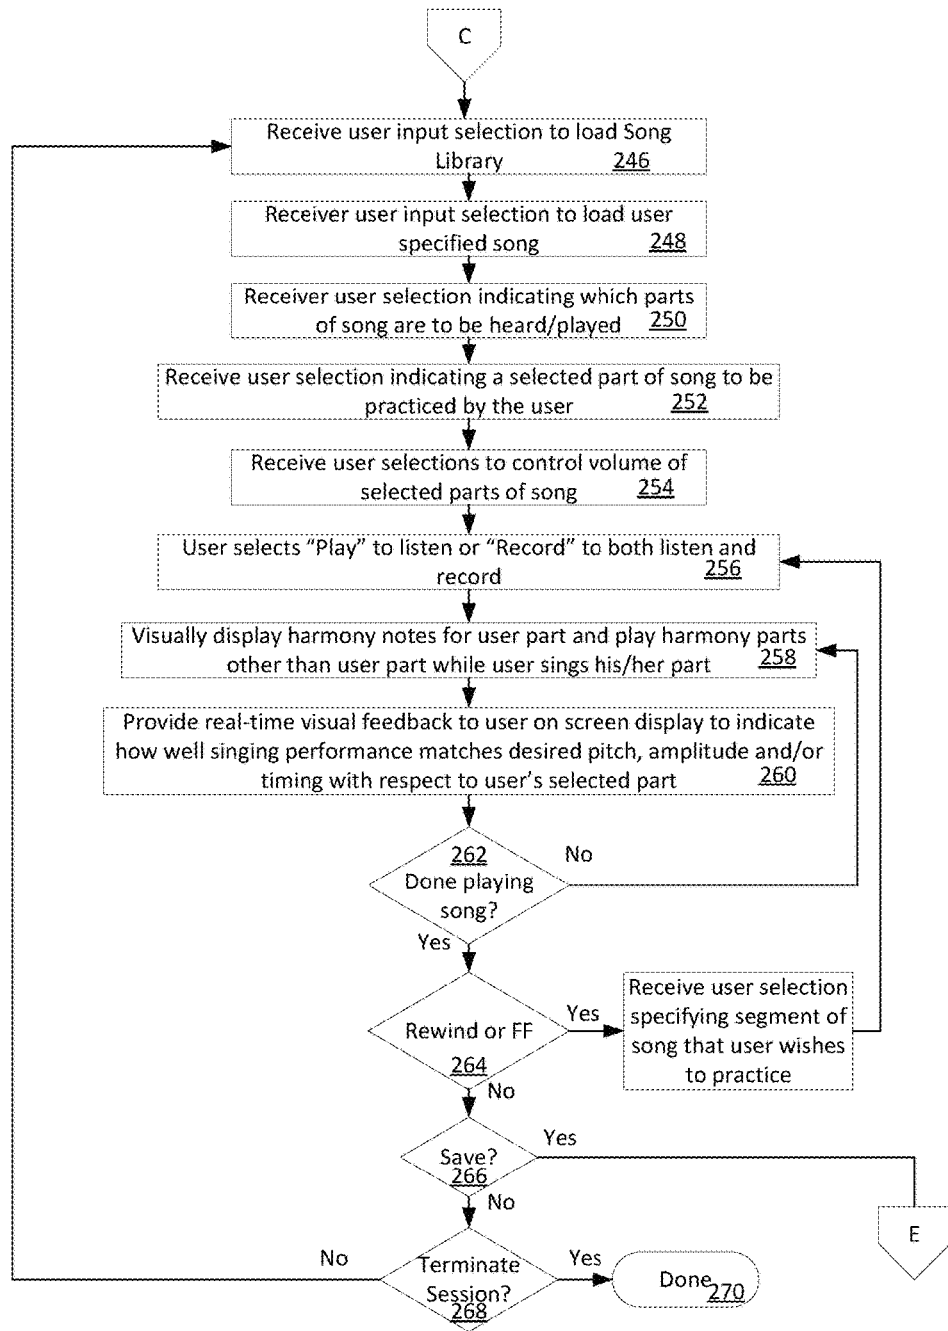 C
Receive user input selection to load Song
Library 246
Receiver user input selection to load user
specified song 248
Receiver user selection indicating which parts
of song are to be heard/played 250
Receive user selection indicating a selected part of song to be
practiced by the user 252
Receive user selections to control volume of
selected parts of song 254
User selects “Play” to listen or “Record” to both listen and
record 256
Visually display harmony notes for user part and play harmony parts
other than user part while user sings his/her part 258
Provide real-time visual feedback to user on screen display to indicate
how well singing performance matches desired pitch, amplitude and/or
timing with respect to user’s selected part 260
262
Done playing
song?
No
Yes
Rewind or FF
264
Yes
Receive user selection
specifying segment of
song that user wishes
to practice
No
Save?
266
Yes
No
E
Terminate
Session?
268
No
Yes
Done 270